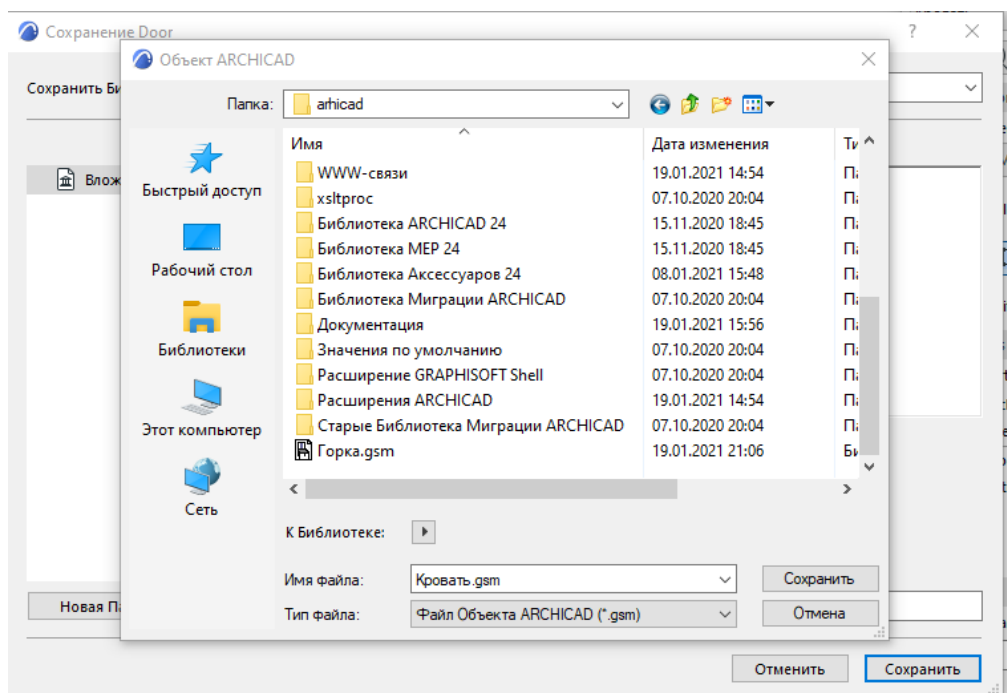 Сохранение Door
?
Объект ARCHICAD
Сохранить Би
Папка: arhicad
Имя Дата изменения Ти
WWW-связи 19.01.2021 14:54 Па
xsltproc 07.10.2020 20:04 Па
Библиотека ARCHICAD 24 15.11.2020 18:45 Па
Библиотека MEP 24 15.11.2020 18:45 Па
Библиотека Аксессуаров 24 08.01.2021 15:48 Па
Библиотека Миграции ARCHICAD 07.10.2020 20:04 Па
Документация 19.01.2021 15:56 Па
Значения по умолчанию 07.10.2020 20:04 Па
Расширение GRAPHISOFT Shell 07.10.2020 20:04 Па
Расширения ARCHICAD 19.01.2021 14:54 Па
Старые Библиотека Миграции ARCHICAD 07.10.2020 20:04 Па
Горка.gsm 19.01.2021 21:06 Би
Влож
Быстрый доступ
Рабочий стол
Библиотеки
Этот компьютер
Сеть
К Библиотеке:
Имя файла: Кровать.gsm Сохранить
Тип файла: Файл Объекта ARCHICAD (*.gsm) Отмена
Новая Па
Отменить Сохранить